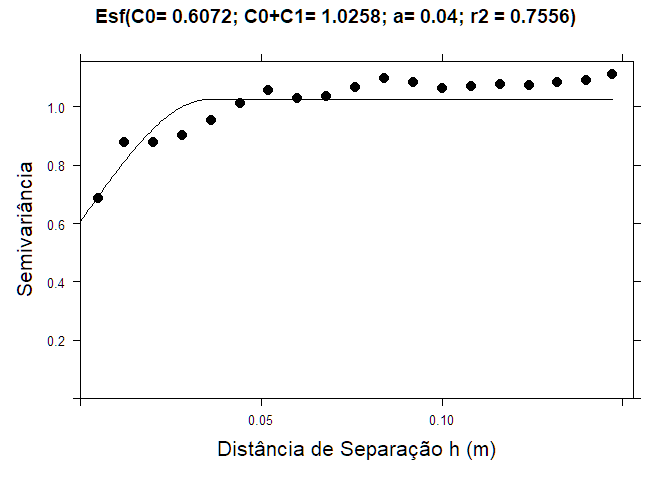 Esf(C0= 0.6072; C0+C1= 1.0258; a= 0.04; r2 = 0.7556)
1.0
0.8
0.6
0.4
0.2
Semivariância
0.05
0.10
Distância de Separação h (m)